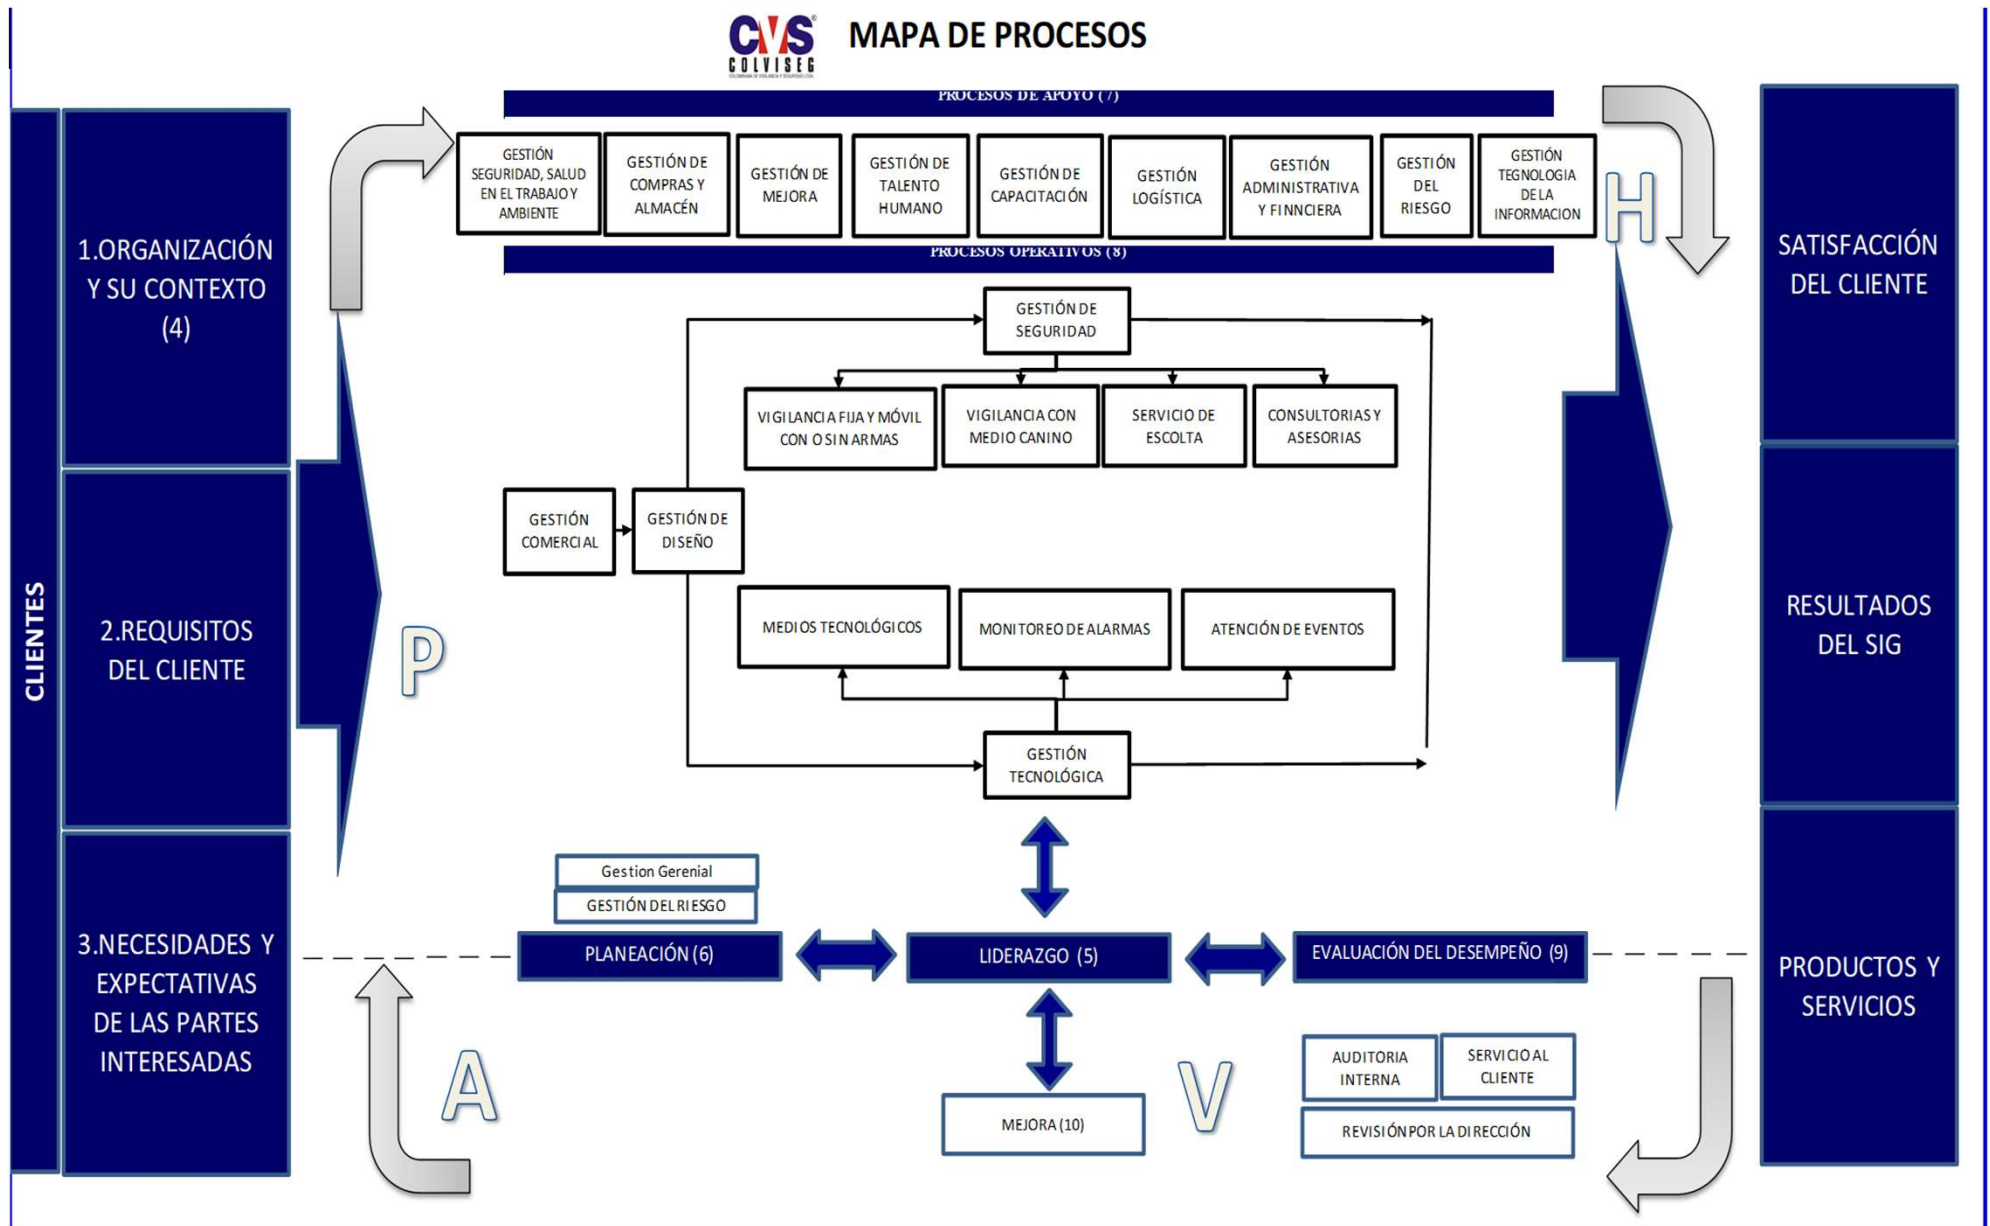 CVS
COLVISEG
COLOMBIANA DE VIGILANCIA Y SEGURIDAD LTDA.
MAPA DE PROCESOS
CLIENTES
1.ORGANIZACIÓN
Y SU CONTEXTO
(4)
2.REQUISITOS
DEL CLIENTE
3.NECESIDADES Y
EXPECTATIVAS
DE LAS PARTES
INTERESADAS
PROCESOS DE APOYO (7)
GESTIÓN
SEGURIDAD, SALUD
EN EL TRABAJO Y
AMBIENTE
GESTIÓN DE
COMPRAS Y
ALMACÉN
GESTIÓN DE
MEJORA
GESTIÓN DE
TALENTO
HUMANO
GESTIÓN DE
CAPACITACIÓN
GESTIÓN
LOGÍSTICA
GESTIÓN
ADMINISTRATIVA
Y FINNCIERA
GESTIÓN
DEL
RIESGO
GESTIÓN
TEGNOLOGIA
DE LA
INFORMACION
H
PROCESOS OPERATIVOS (8)
GESTIÓN DE
SEGURIDAD
VIGILANCIA FIJA Y MÓVIL
CON O SIN ARMAS
VIGILANCIA CON
MEDIO CANINO
SERVICIO DE
ESCOLTA
CONSULTORIAS Y
ASESORIAS
GESTIÓN
COMERCIAL
GESTIÓN DE
DISEÑO
P
MEDIOS TECNOLÓGICOS
MONITOREO DE ALARMAS
ATENCIÓN DE EVENTOS
GESTIÓN
TECNOLÓGICA
Gestion Gerenial
GESTIÓN DEL RIESGO
PLANEACIÓN (6)
LIDERAZGO (5)
EVALUACIÓN DEL DESEMPEÑO (9)
A
MEJORA (10)
V
AUDITORIA
INTERNA
SERVICIO AL
CLIENTE
REVISIÓN POR LA DIRECCIÓN
SATISFACCIÓN
DEL CLIENTE
RESULTADOS
DEL SIG
PRODUCTOS Y
SERVICIOS